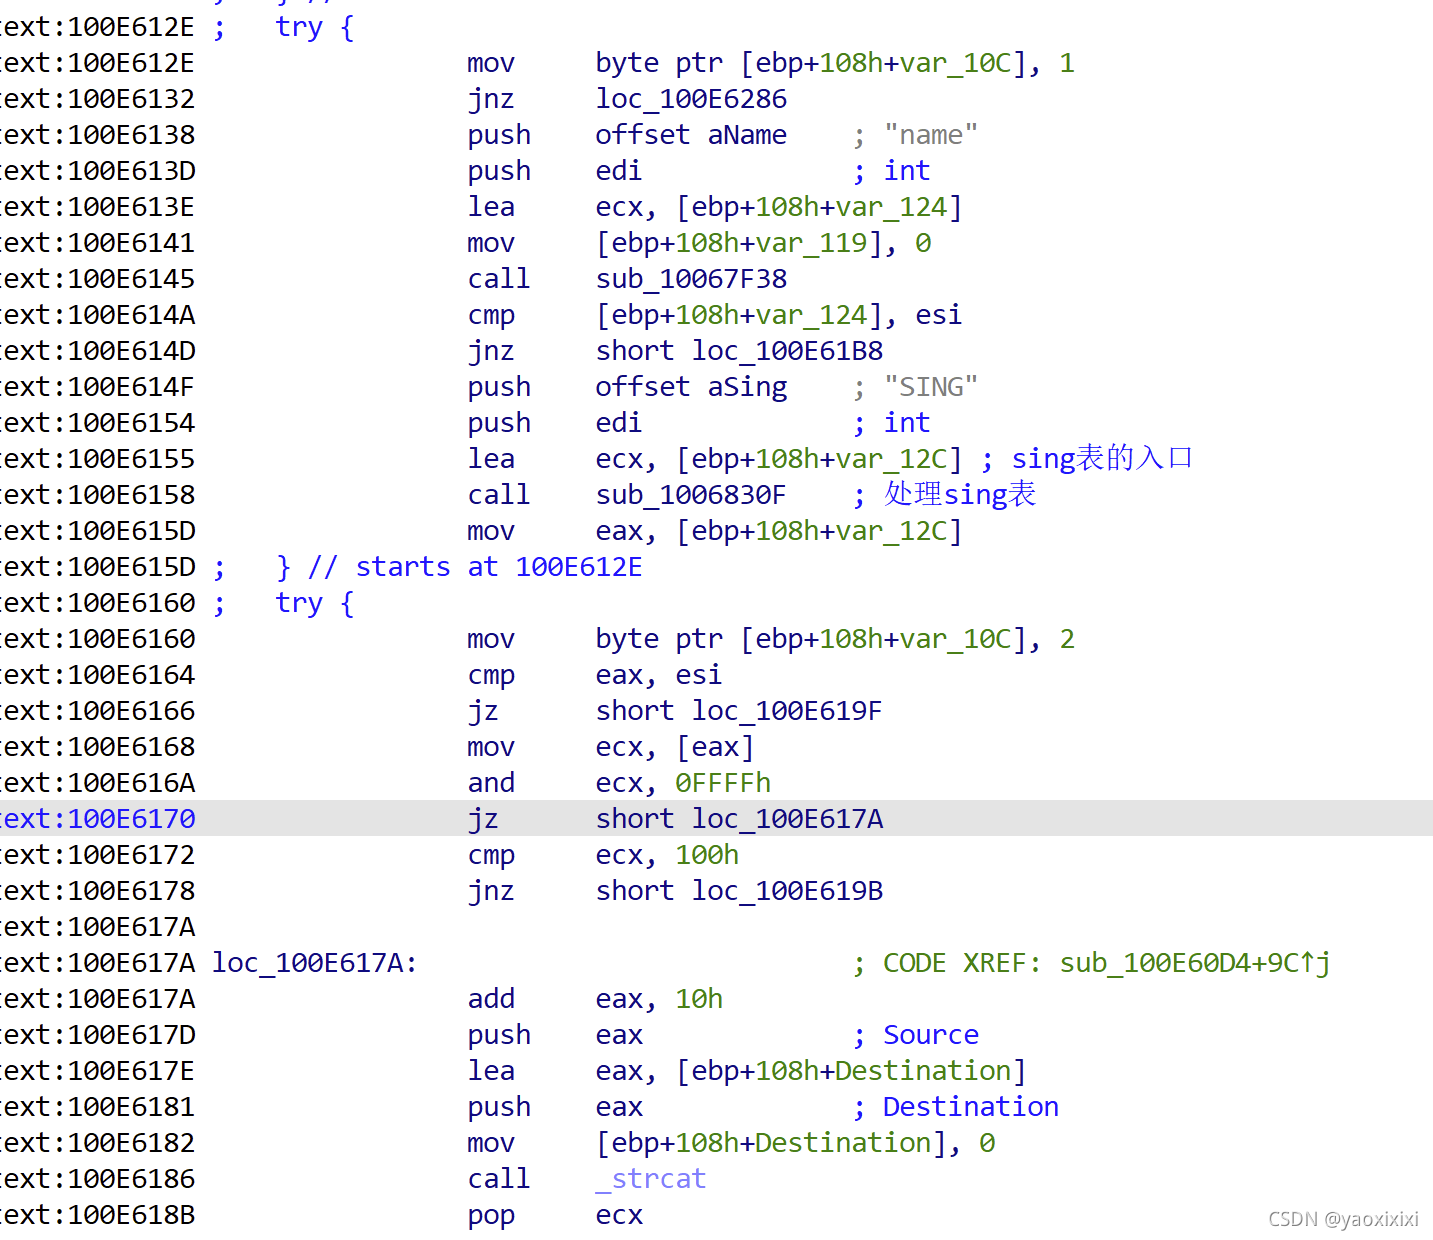 ext:100E612E ;   try {
ext:100E612E                 mov     byte ptr [ebp+108h+var_10C], 1
ext:100E6132                 jnz     loc_100E6286
ext:100E6138                 push    offset aName    ; "name"
ext:100E613D                 push    edi             ; int
ext:100E613E                 lea     ecx, [ebp+108h+var_124]
ext:100E6141                 mov     [ebp+108h+var_119], 0
ext:100E6145                 call    sub_10067F38
ext:100E614A                 cmp     [ebp+108h+var_124], esi
ext:100E614D                 jnz     short loc_100E61B8
ext:100E614F                 push    offset aSing    ; "SING"
ext:100E6154                 push    edi             ; int
ext:100E6155                 lea     ecx, [ebp+108h+var_12C] ; sing表的入口
ext:100E6158                 call    sub_1006830F    ; 处理sing表
ext:100E615D                 mov     eax, [ebp+108h+var_12C]
ext:100E615D ;   } // starts at 100E612E
ext:100E6160 ;   try {
ext:100E6160                 mov     byte ptr [ebp+108h+var_10C], 2
ext:100E6164                 cmp     eax, esi
ext:100E6166                 jz      short loc_100E619F
ext:100E6168                 mov     ecx, [eax]
ext:100E616A                 and     ecx, 0FFFFh
ext:100E6170                 jz      short loc_100E617A
ext:100E6172                 cmp     ecx, 100h
ext:100E6178                 jnz     short loc_100E619B
ext:100E617A
ext:100E617A loc_100E617A:                           ; CODE XREF: sub_100E60D4+9C↑j
ext:100E617A                 add     eax, 10h
ext:100E617D                 push    eax             ; Source
ext:100E617E                 lea     eax, [ebp+108h+Destination]
ext:100E6181                 push    eax             ; Destination
ext:100E6182                 mov     [ebp+108h+Destination], 0
ext:100E6186                 call    _strcat
ext:100E618B                 pop     ecx
CSDN @yaoxixixi